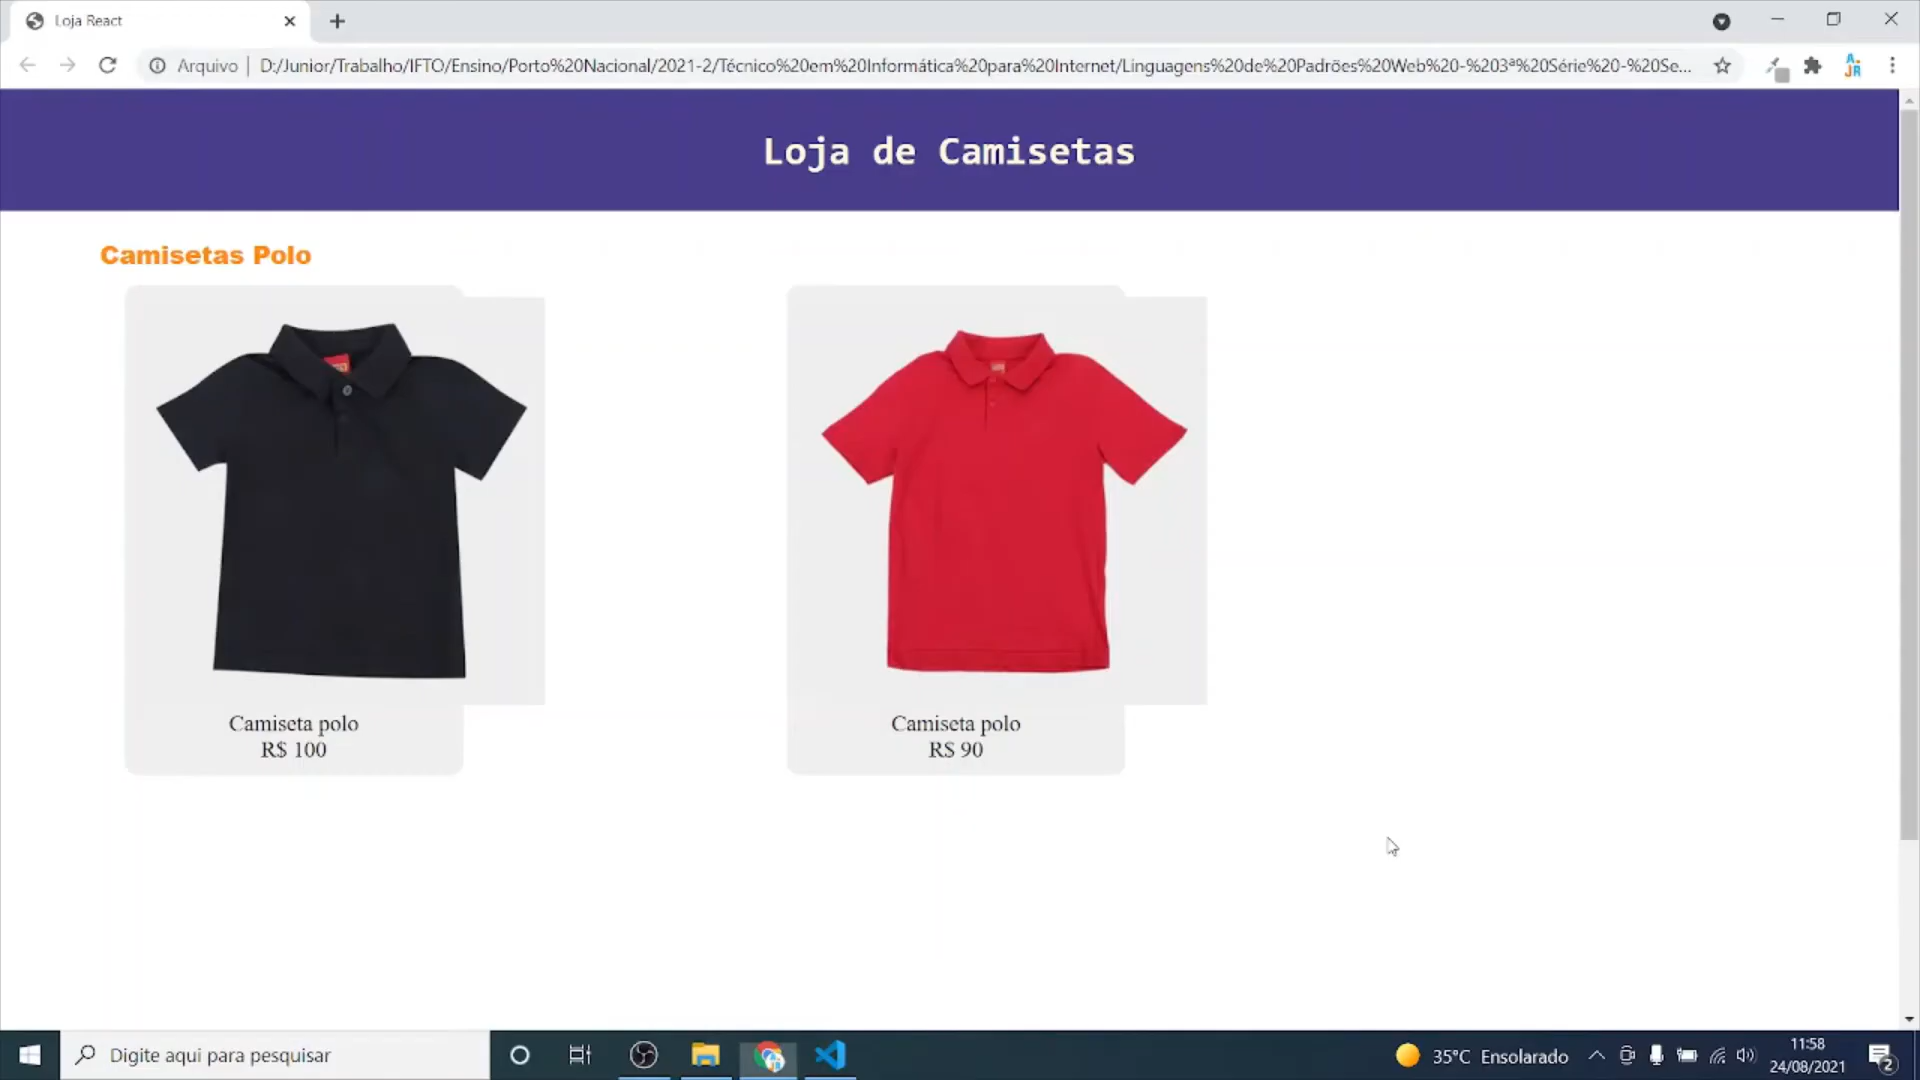 Loja React
Arquivo
D:/Junior/Trabalho/IFTO/Ensino/Porto%20Nacional/2021-2/Técnico%20em%20Informática%20para%20Internet/Linguagens%20de%20Padrões%20Web%20-%203ª%20Série%20-%20Se...
Loja de Camisetas
Camisetas Polo
Camiseta polo
R$ 100
Camiseta polo
R$ 90
Digite aqui para pesquisar
35°C Ensolarado
11:58
24/08/2021
2